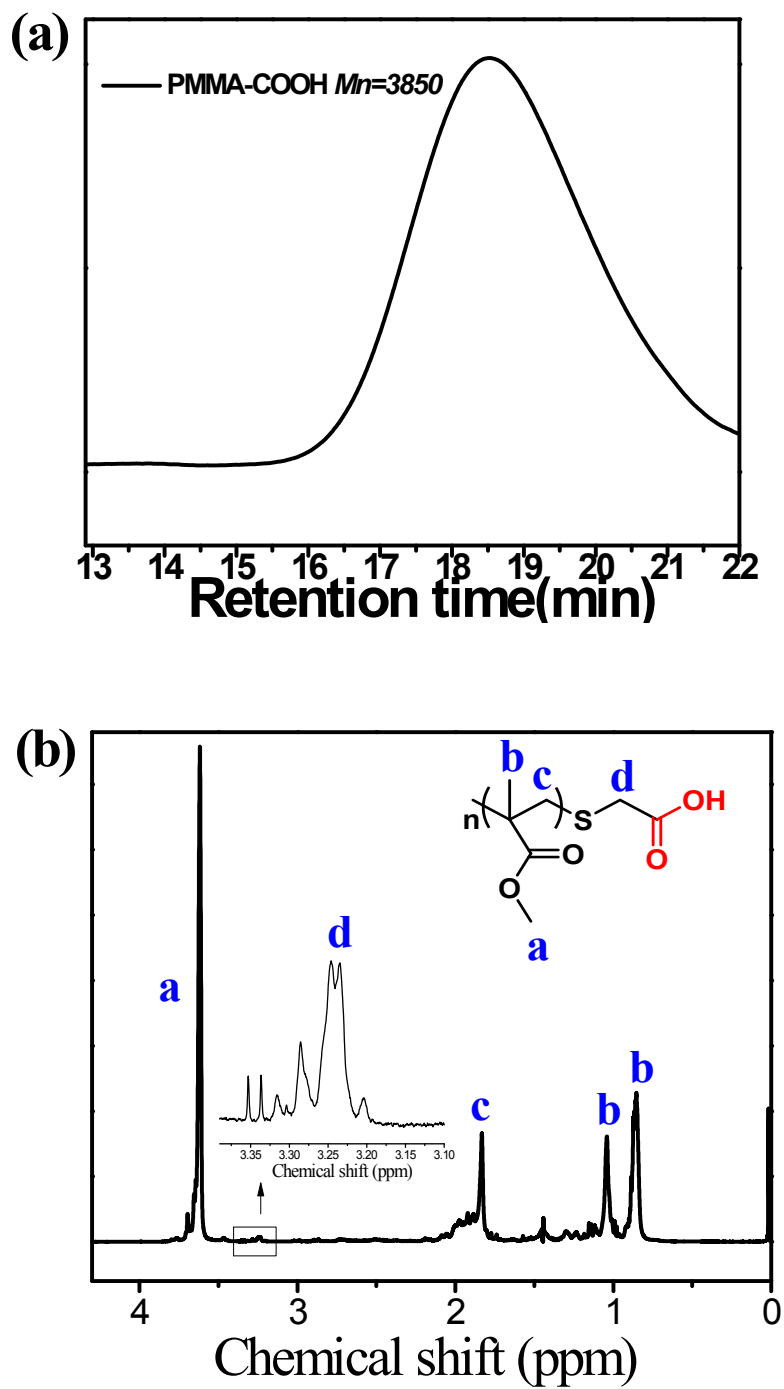 (a)
PMMA-COOH Mn=3850
13 14 15 16 17 18 19 20 21 22
Retention time(min)
(b)
b
c
d
OH
n
S
O
O
O
a
d
a
b
b
c
3.35 3.30 3.25 3.20 3.15 3.10
Chemical shift (ppm)
4 3 2 1 0
Chemical shift (ppm)